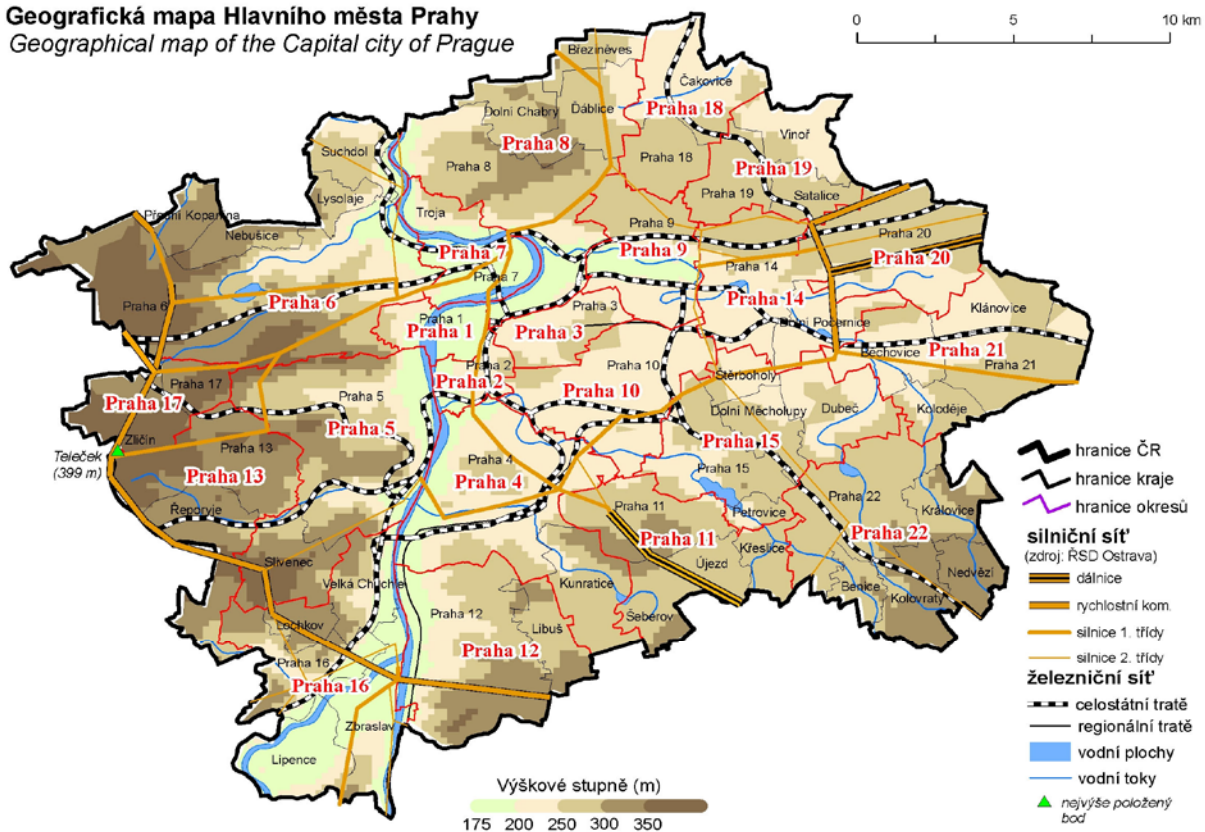 Geografická mapa Hlavního města Prahy
Geographical map of the Capital city of Prague
0 5 10 km
Březiněves
Čakovice
Praha 18
Ďáblice
Dolní Chabry
Praha 8
Vinoř
Suchdol
Praha 8
Praha 18
Praha 19
Lysolaje
Praha 19
Satalice
Přední Kopanina
Troja
Nebušice
Praha 9
Praha 20
Praha 7
Praha 9
Praha 20
Praha 14
Praha 7
Praha 6
Praha 6
Praha 3
Praha 14
Klánovice
Praha 1
Praha 1
Praha 3
Dolní Počernice
Běchovice
Praha 21
Praha 2
Praha 10
Praha 21
Štěrboholy
Praha 17
Praha 2
Praha 10
Praha 17
Praha 5
Dolní Měcholupy
Dubeč
Koloděje
Praha 5
Zličín
Praha 13
Praha 15
Teleček
(399 m)
Praha 4
Praha 15
Praha 13
Praha 4
Praha 22
Řeporyje
Praha 11
Petrovice
Královice
Praha 11
Křeslice
Praha 22
Slivenec
Újezd
Nedvězí
Velká Chuchle
Kunratice
Benice
Kolovraty
Praha 12
Šeberov
Lochkov
Libuš
Praha 12
Praha 16
Praha 16
Zbraslav
Lipence
hranice ČR
hranice kraje
hranice okresů
silniční síť
(zdroj: ŘSD Ostrava)
dálnice
rychlostní kom.
silnice 1. třídy
silnice 2. třídy
železniční síť
celostátní tratě
regionální tratě
vodní plochy
vodní toky
nejvýše položený
bod
Výškové stupně (m)
175 200 250 300 350